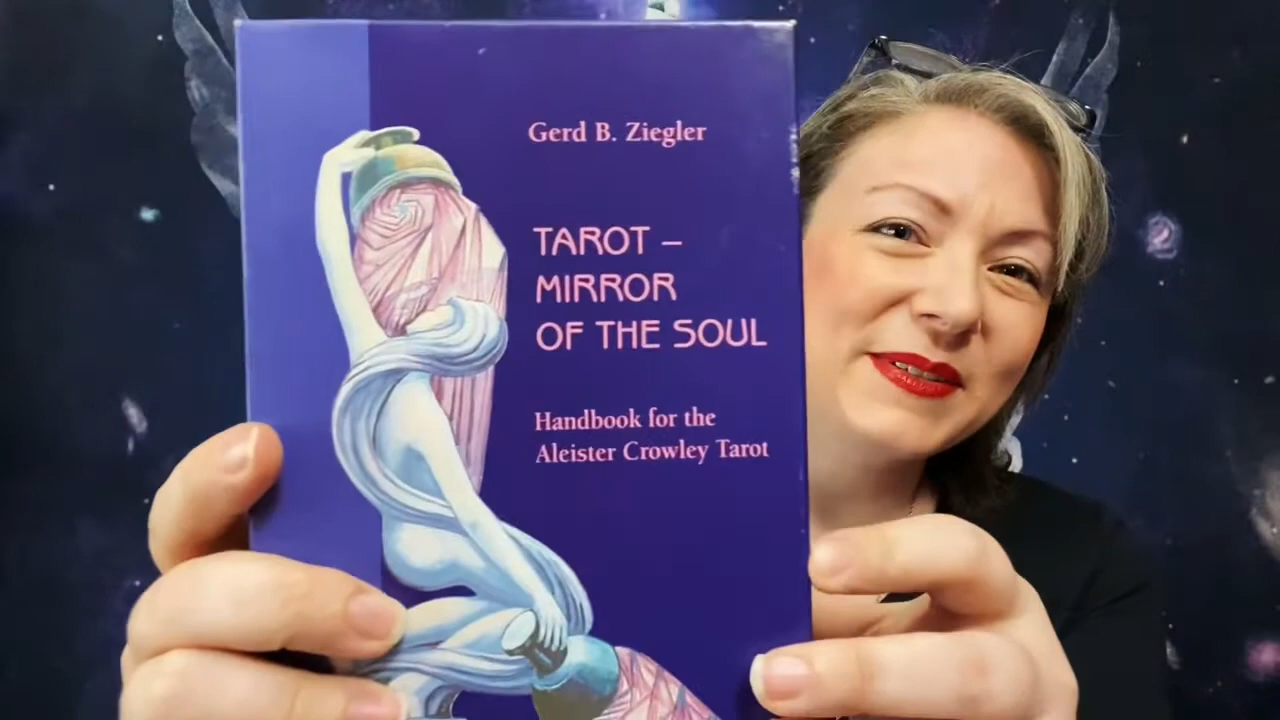 Gerd B. Ziegler
TAROT –
MIRROR
OF THE SOUL
Handbook for the
Aleister Crowley Tarot